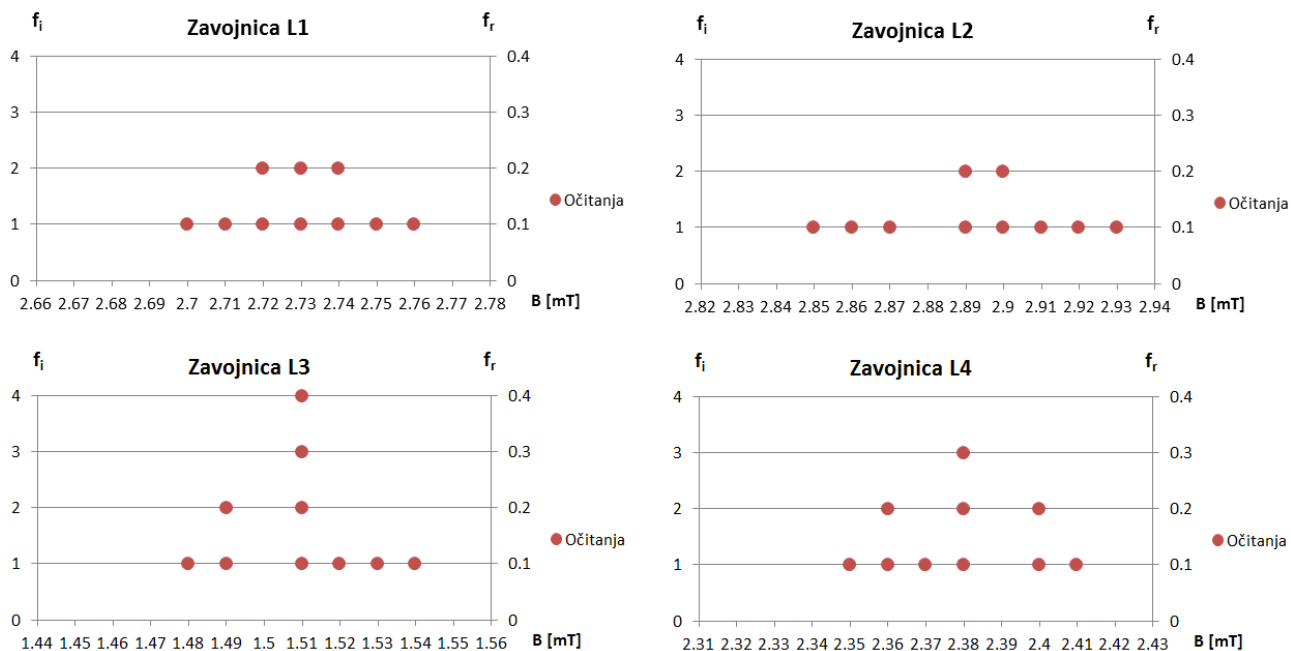 fi
Zavojnica L1
fr
4 0.4
3 0.3
2 0.2
Očitanja
1 0.1
0 0
2.66 2.67 2.68 2.69 2.7 2.71 2.72 2.73 2.74 2.75 2.76 2.77 2.78 B [mT]
fi
Zavojnica L2
fr
4 0.4
3 0.3
2 0.2
Očitanja
1 0.1
0 0
2.82 2.83 2.84 2.85 2.86 2.87 2.88 2.89 2.9 2.91 2.92 2.93 2.94 B [mT]
fi
Zavojnica L3
fr
4 0.4
3 0.3
2 0.2
Očitanja
1 0.1
0 0
1.44 1.45 1.46 1.47 1.48 1.49 1.5 1.51 1.52 1.53 1.54 1.55 1.56 B [mT]
fi
Zavojnica L4
fr
4 0.4
3 0.3
2 0.2
Očitanja
1 0.1
0 0
2.31 2.32 2.33 2.34 2.35 2.36 2.37 2.38 2.39 2.4 2.41 2.42 2.43 B [mT]